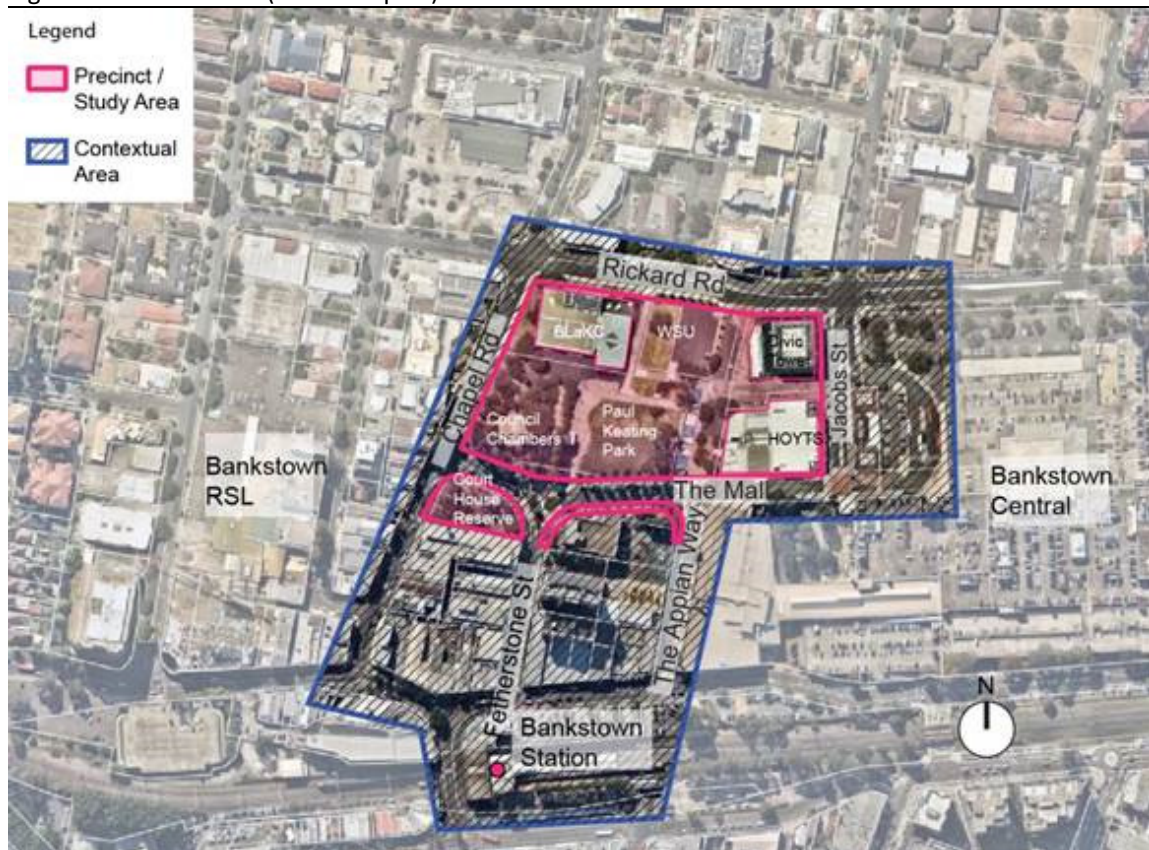 Legend
Precinct /
Study Area
Contextual
Area
Rickard Rd
BLaKC
WSU
Civic
Tower
Chapel Rd
Jacobs St
Council
Chambers
Paul
Keating
Park
HOYTS
Bankstown
RSL
Court
House
Reserve
The Mall
Bankstown
Central
Fetherstone St
The Appian Way
N
Bankstown
Station